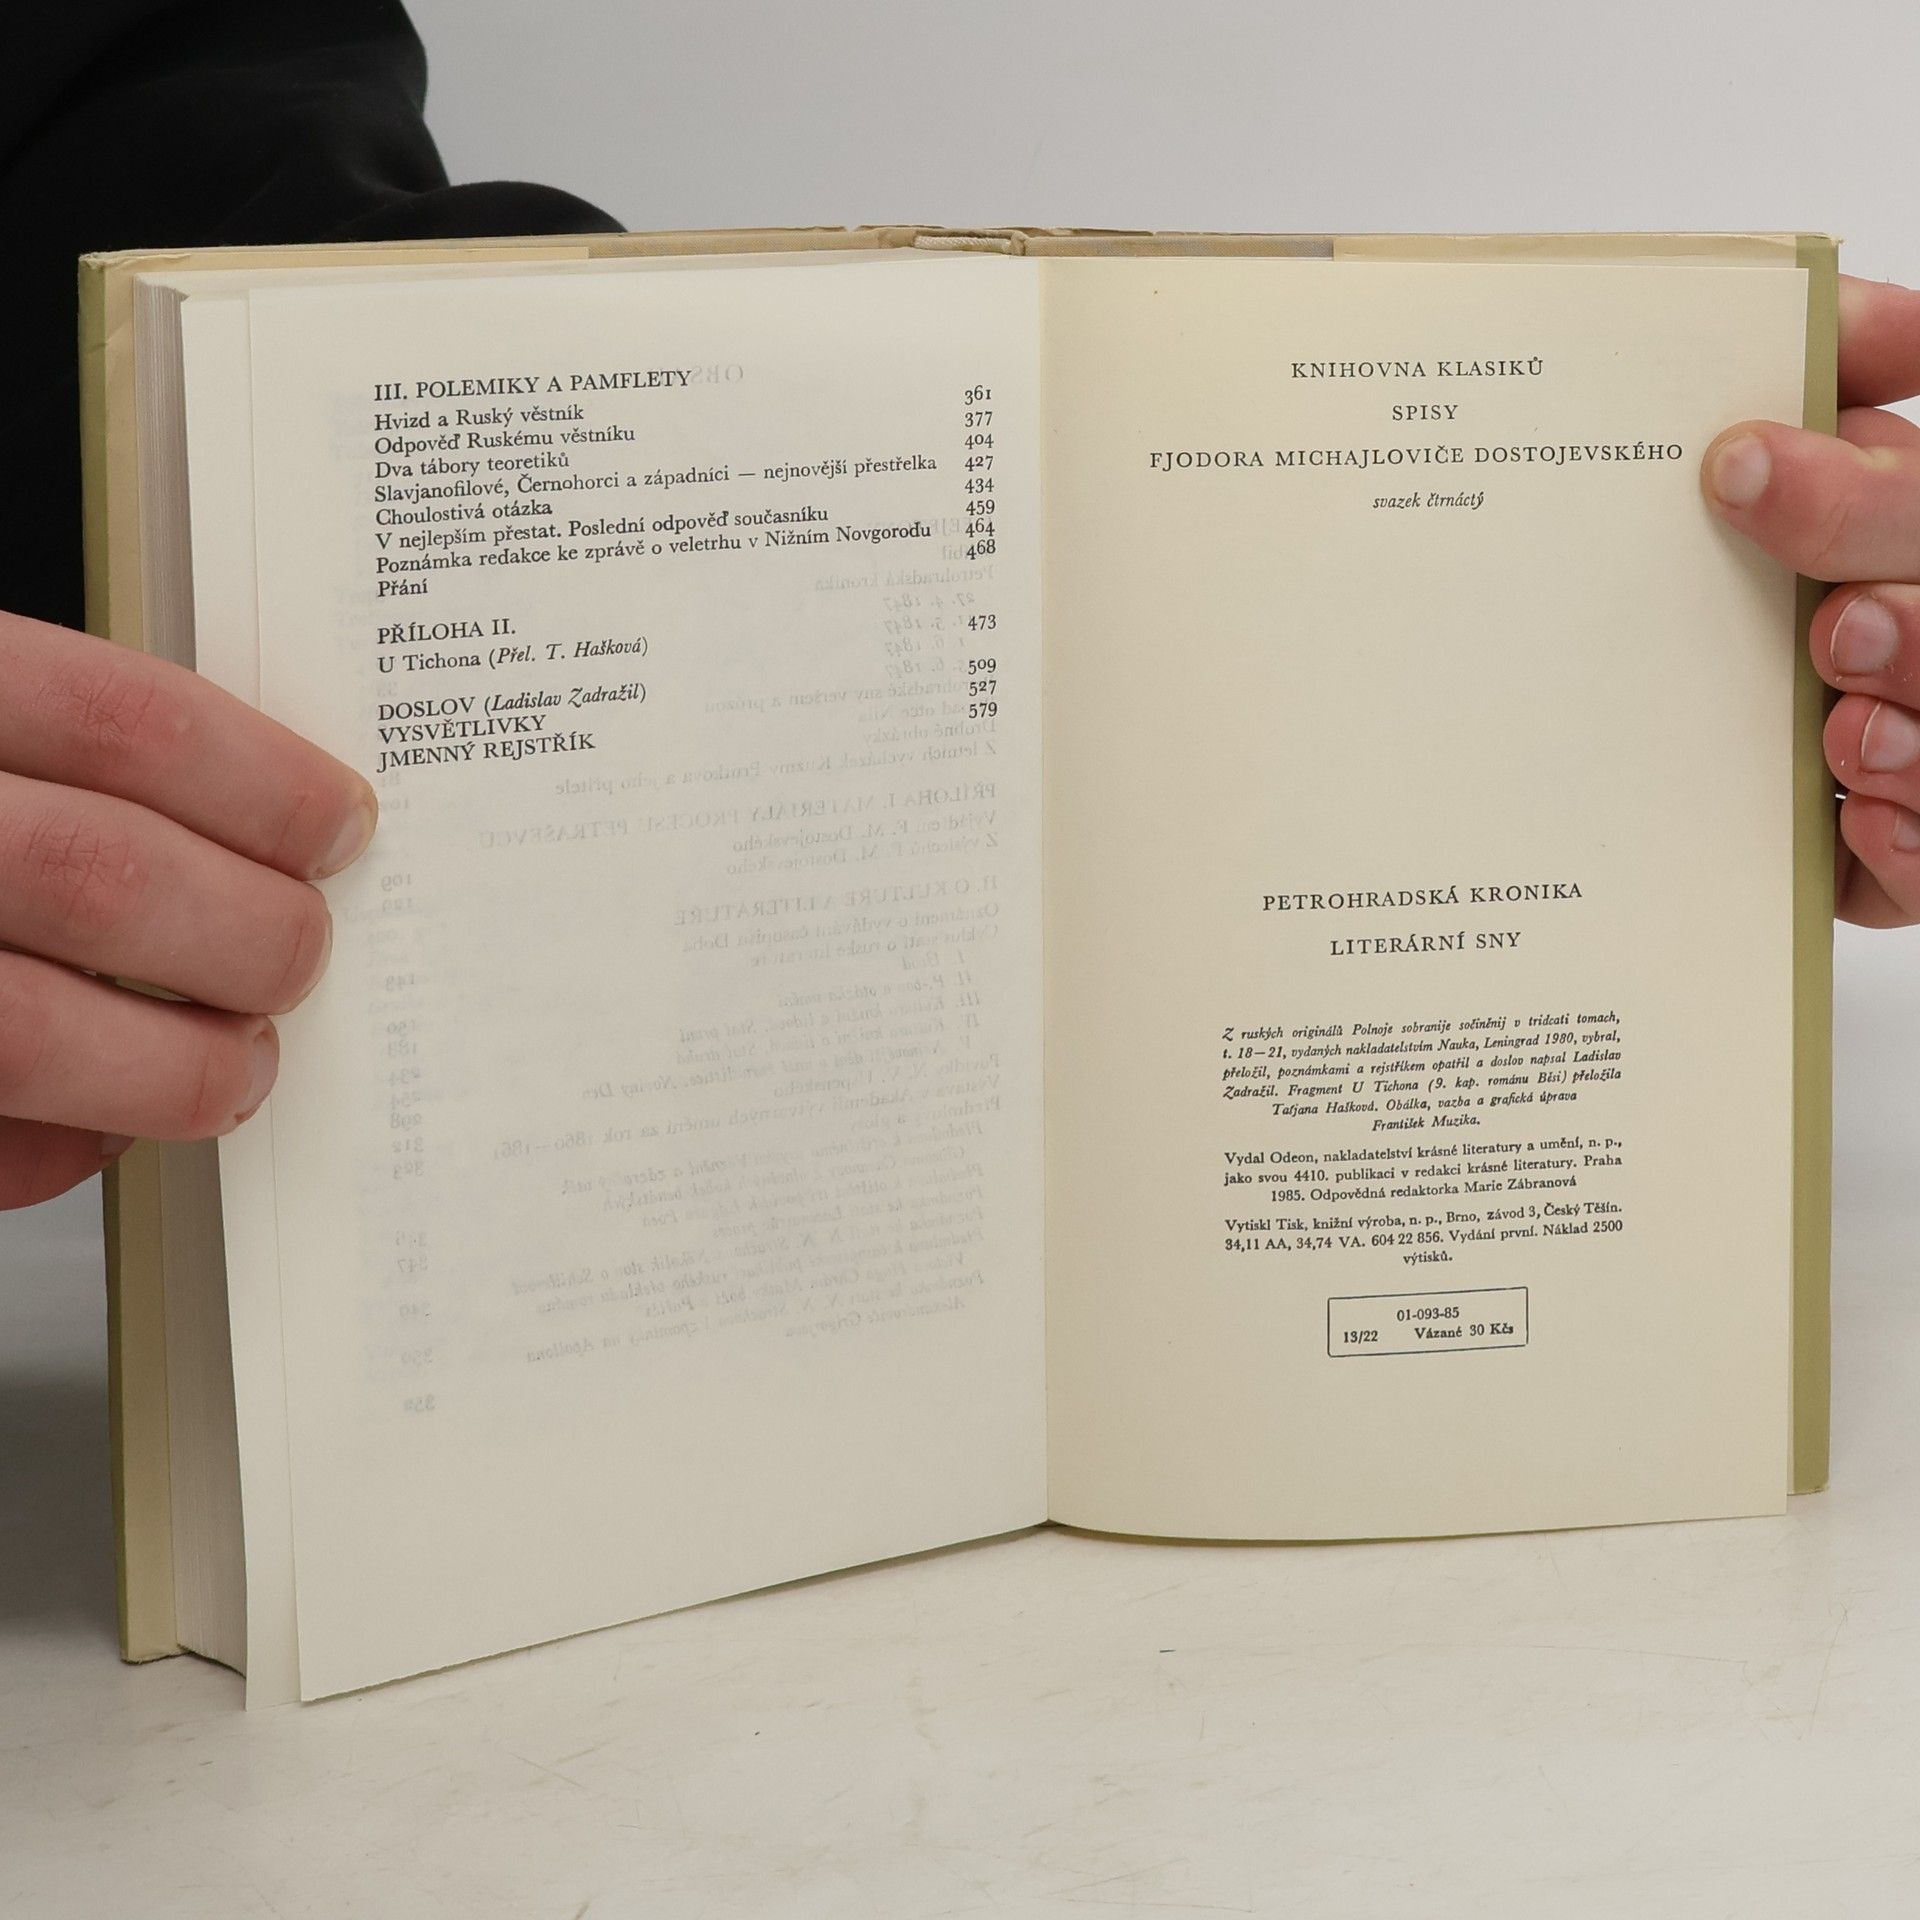 III. POLEMIKY A PAMFLETY
Hvizd a Ruský věstník 361
Odpověď Ruskému věstníku 377
Dva tábory teoretiků 404
Slavjanofilové, Černohorci a západníci — nejnovější přestřelka 427
Choulostivá otázka 434
V nejlepším přestat. Poslední odpověď současníku 459
Poznámka redakce ke zprávě o veletrhu v Nižním Novgorodu 464
Přání 468
PŘÍLOHA II.
U Tichona (Přel. T. Hašková) 473
DOSLOV (Ladislav Zadražil) 509
VYSVĚTLIVKY 527
JMENNÝ REJSTŘÍK 579
KNIHOVNA KLASIKŮ
SPISY
FJODORA MICHAJLOVIČE DOSTOJEVSKÉHO
svazek čtrnáctý
PETROHRADSKÁ KRONIKA
LITERÁRNÍ SNY
Z ruských originálů Polnoje sobranije sočiněnij v tridcati tomach,
t. 18—21, vydaných nakladatelstvím Nauka, Leningrad 1980, vybral,
přeložil, poznámkami a rejstříkem opatřil a doslov napsal Ladislav
Zadražil. Fragment U Tichona (9. kap. románu Běsi) přeložila
Taťjana Hašková. Obálka, vazba a grafická úprava
František Muzika.
Vydal Odeon, nakladatelství krásné literatury a umění, n. p.,
jako svou 4410. publikaci v redakci krásné literatury. Praha
1985. Odpovědná redaktorka Marie Zábranová
Vytiskl Tisk, knižní výroba, n. p., Brno, závod 3, Český Těšín.
34,11 AA, 34,74 VA. 604 22 856. Vydání první. Náklad 2500
výtisků.
01-093-85
13/22 Vázané 30 Kčs